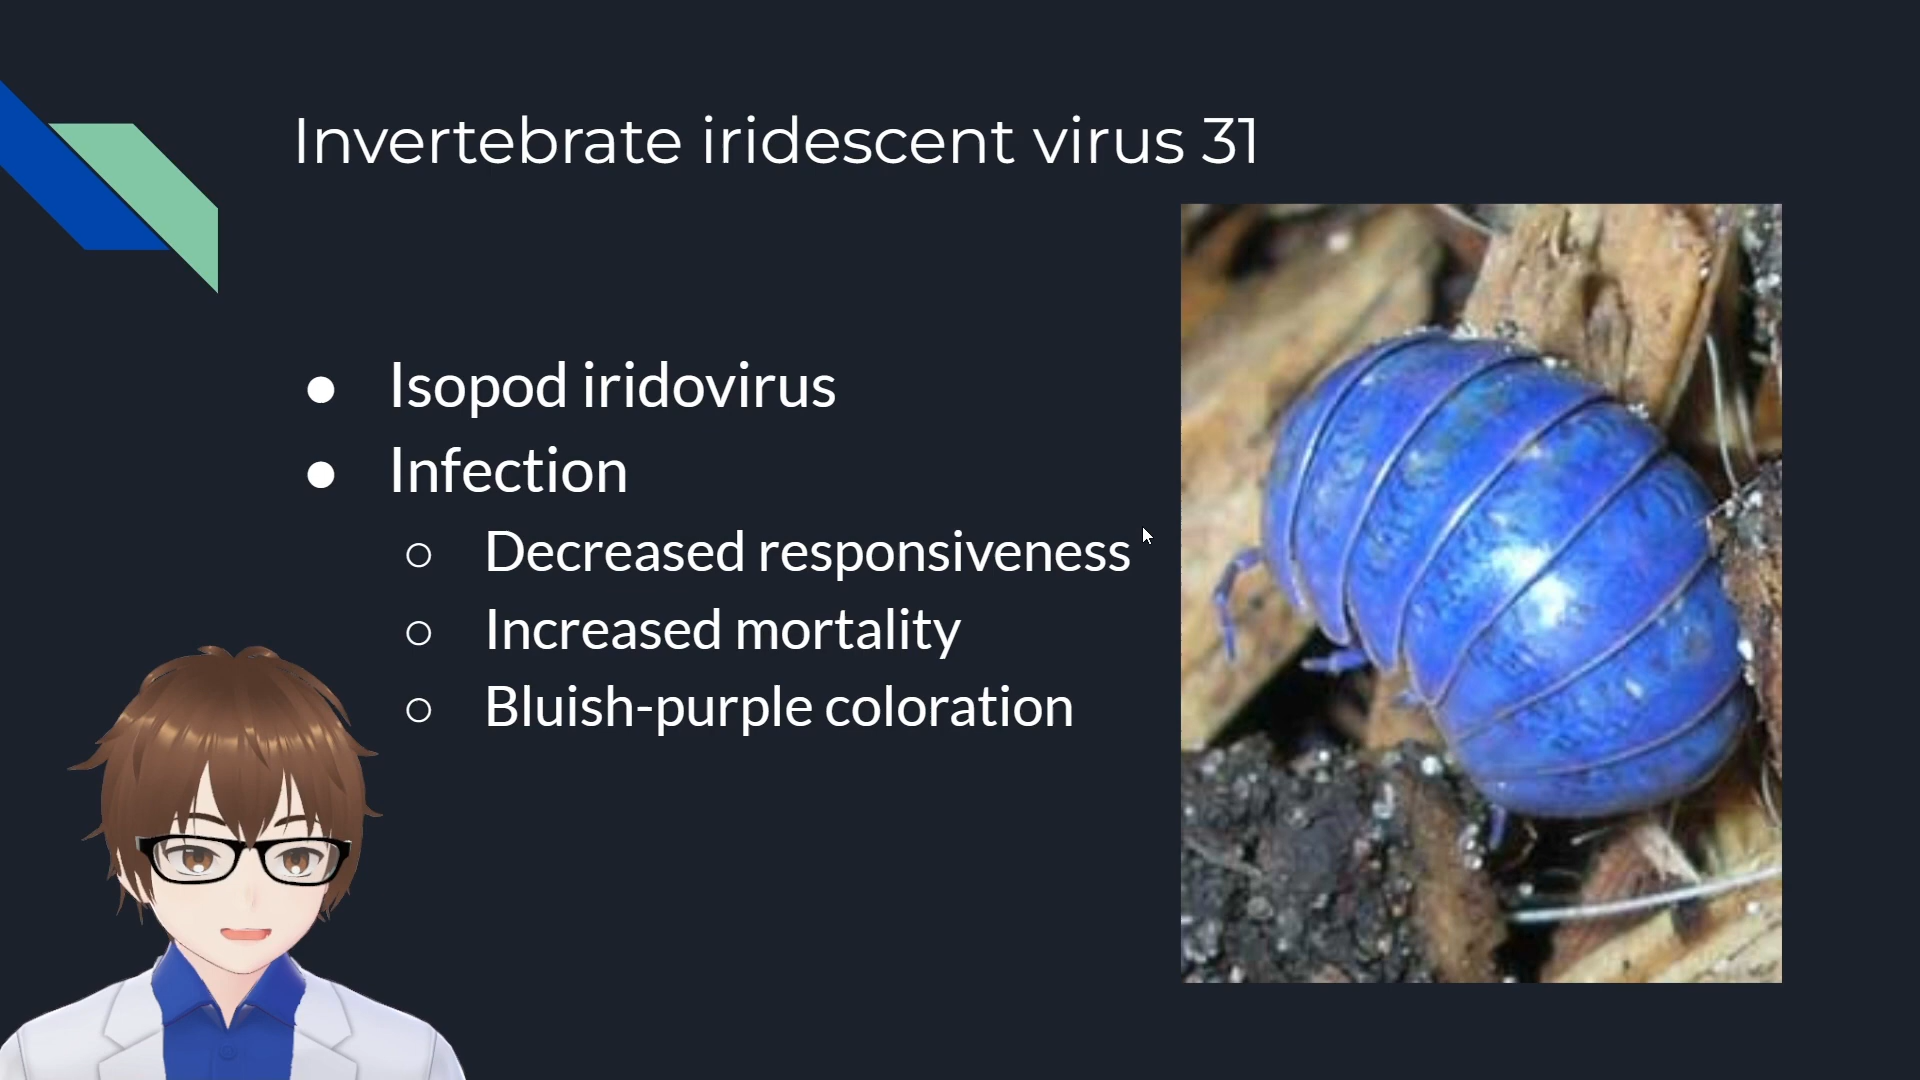 Invertebrate iridescent virus 31
● Isopod iridovirus
● Infection
○ Decreased responsiveness
○ Increased mortality
○ Bluish-purple coloration